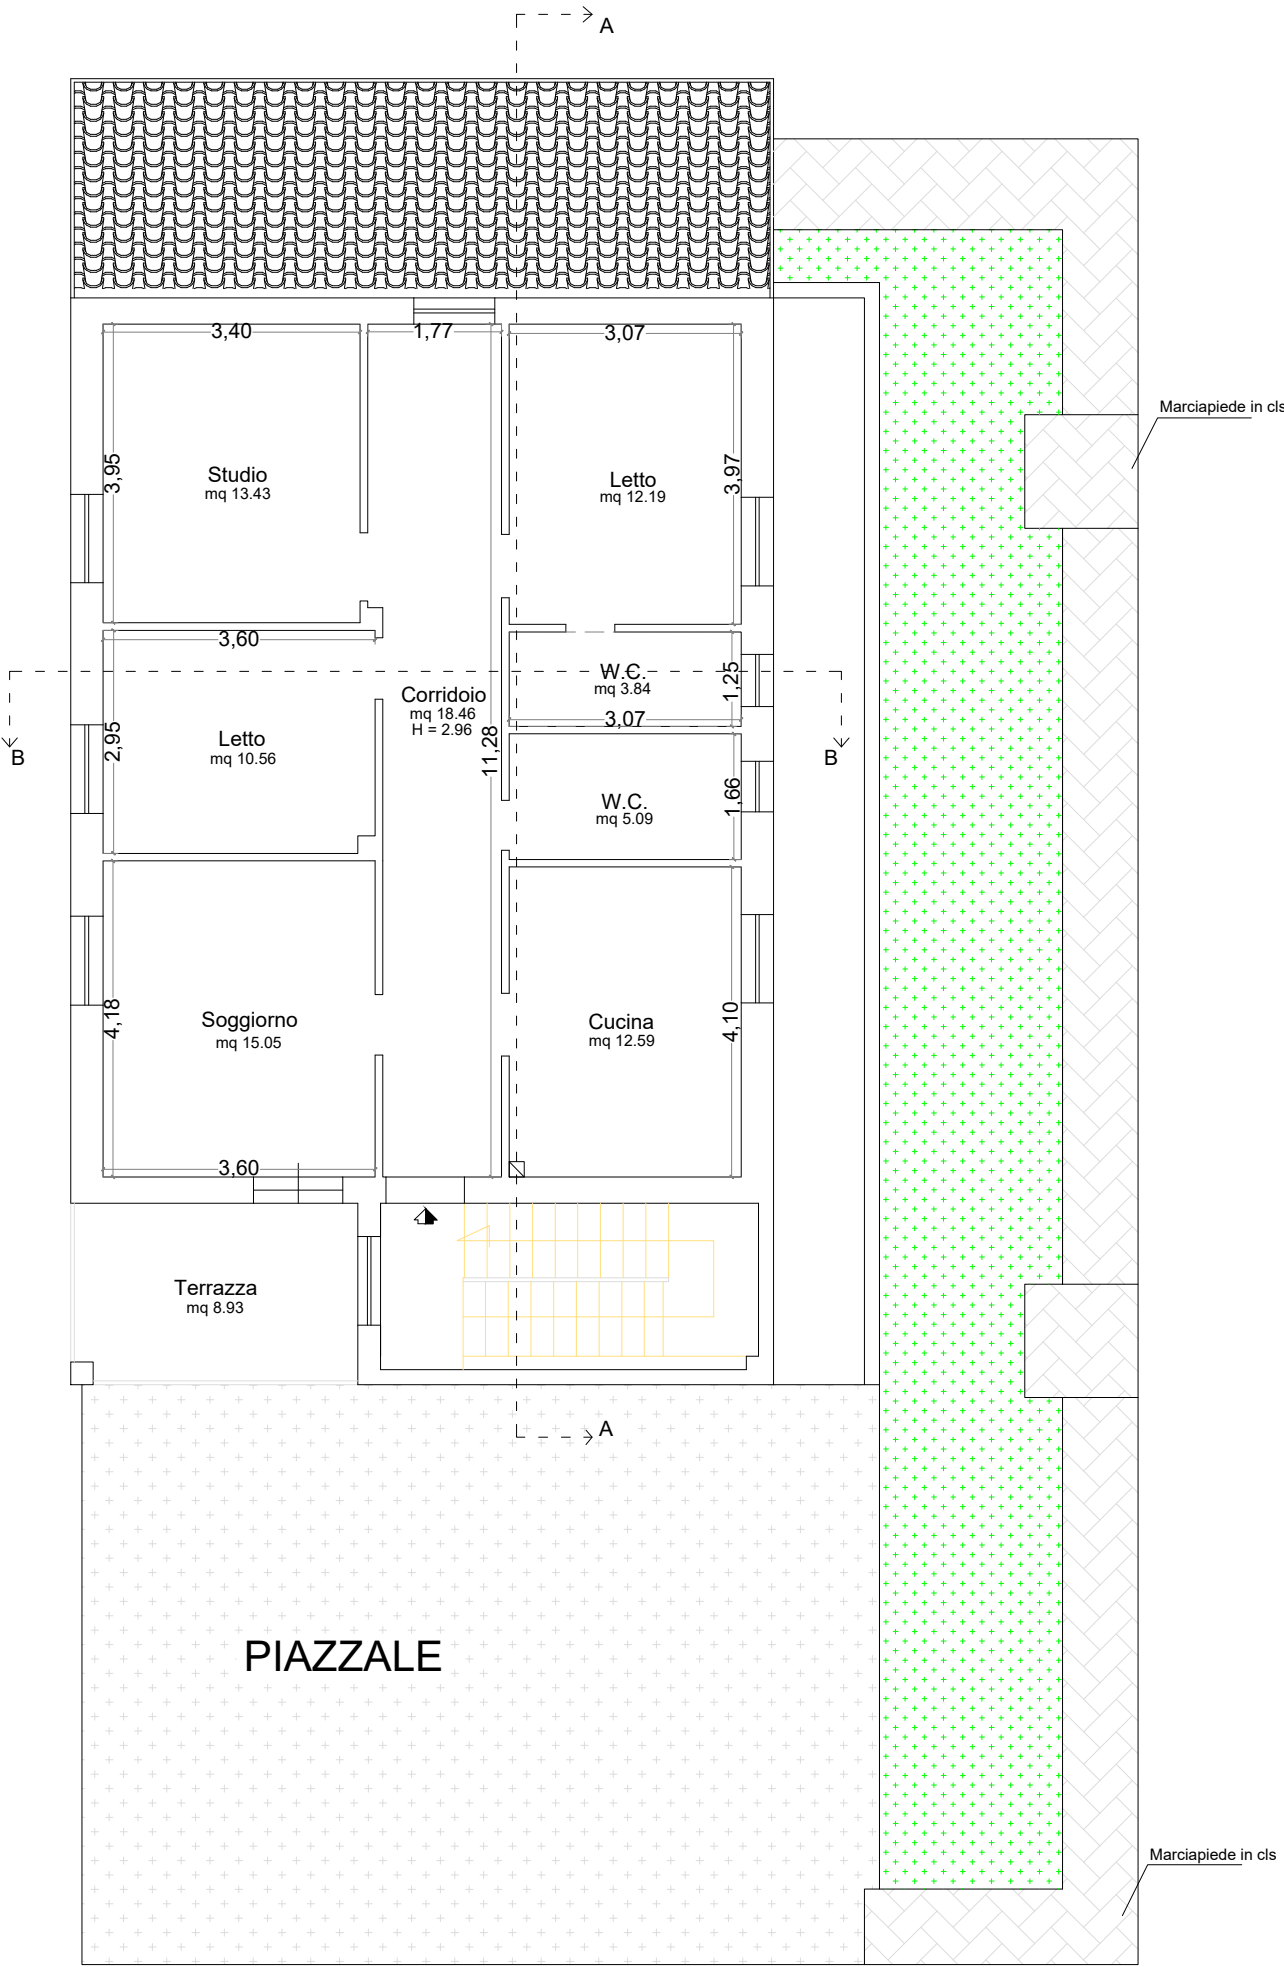 A
3,40
1,77
3,07
Marciapiede in cls
3,95
Studio
mq 13.43
Letto
mq 12.19
3,97
3,60
W.C.
mq 3.84
1,25
Corridoio
mq 18.46
H = 2.96
3,07
B
2,95
Letto
mq 10.56
11,28
B
W.C.
mq 5.09
1,66
4,18
Soggiorno
mq 15.05
Cucina
mq 12.59
4,10
3,60
Terrazza
mq 8.93
A
PIAZZALE
Marciapiede in cls